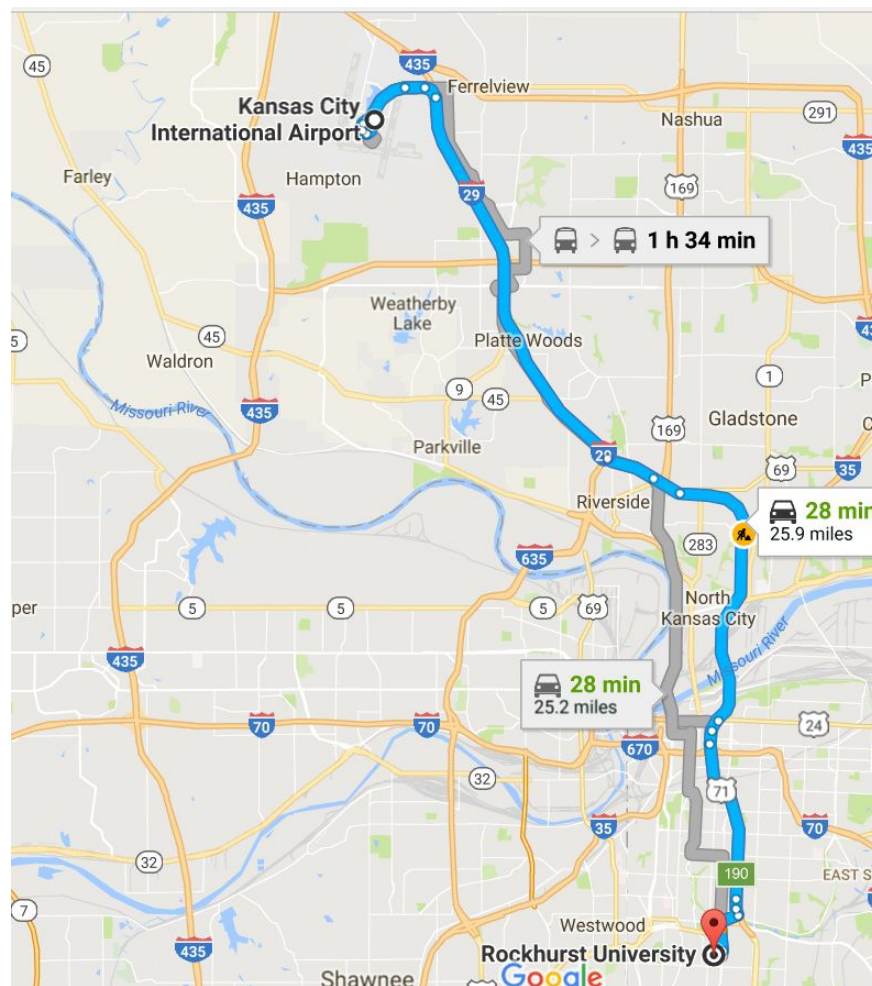 45
435
Ferrelview
Kansas City
International Airport
Nashua
291
435
Farley
Hampton
29
169
435
1 h 34 min
Weatherby
Lake
45
Platte Woods
Waldron
9
45
1
435
Missouri River
Gladstone
169
Parkville
29
69
35
Riverside
28 min
25.9 miles
283
635
North
Kansas City
per
5
5
5
69
435
Missouri River
28 min
25.2 miles
70
70
24
670
32
71
35
70
32
190
EAST S
7
Westwood
435
Rockhurst University
Shawnee
Google